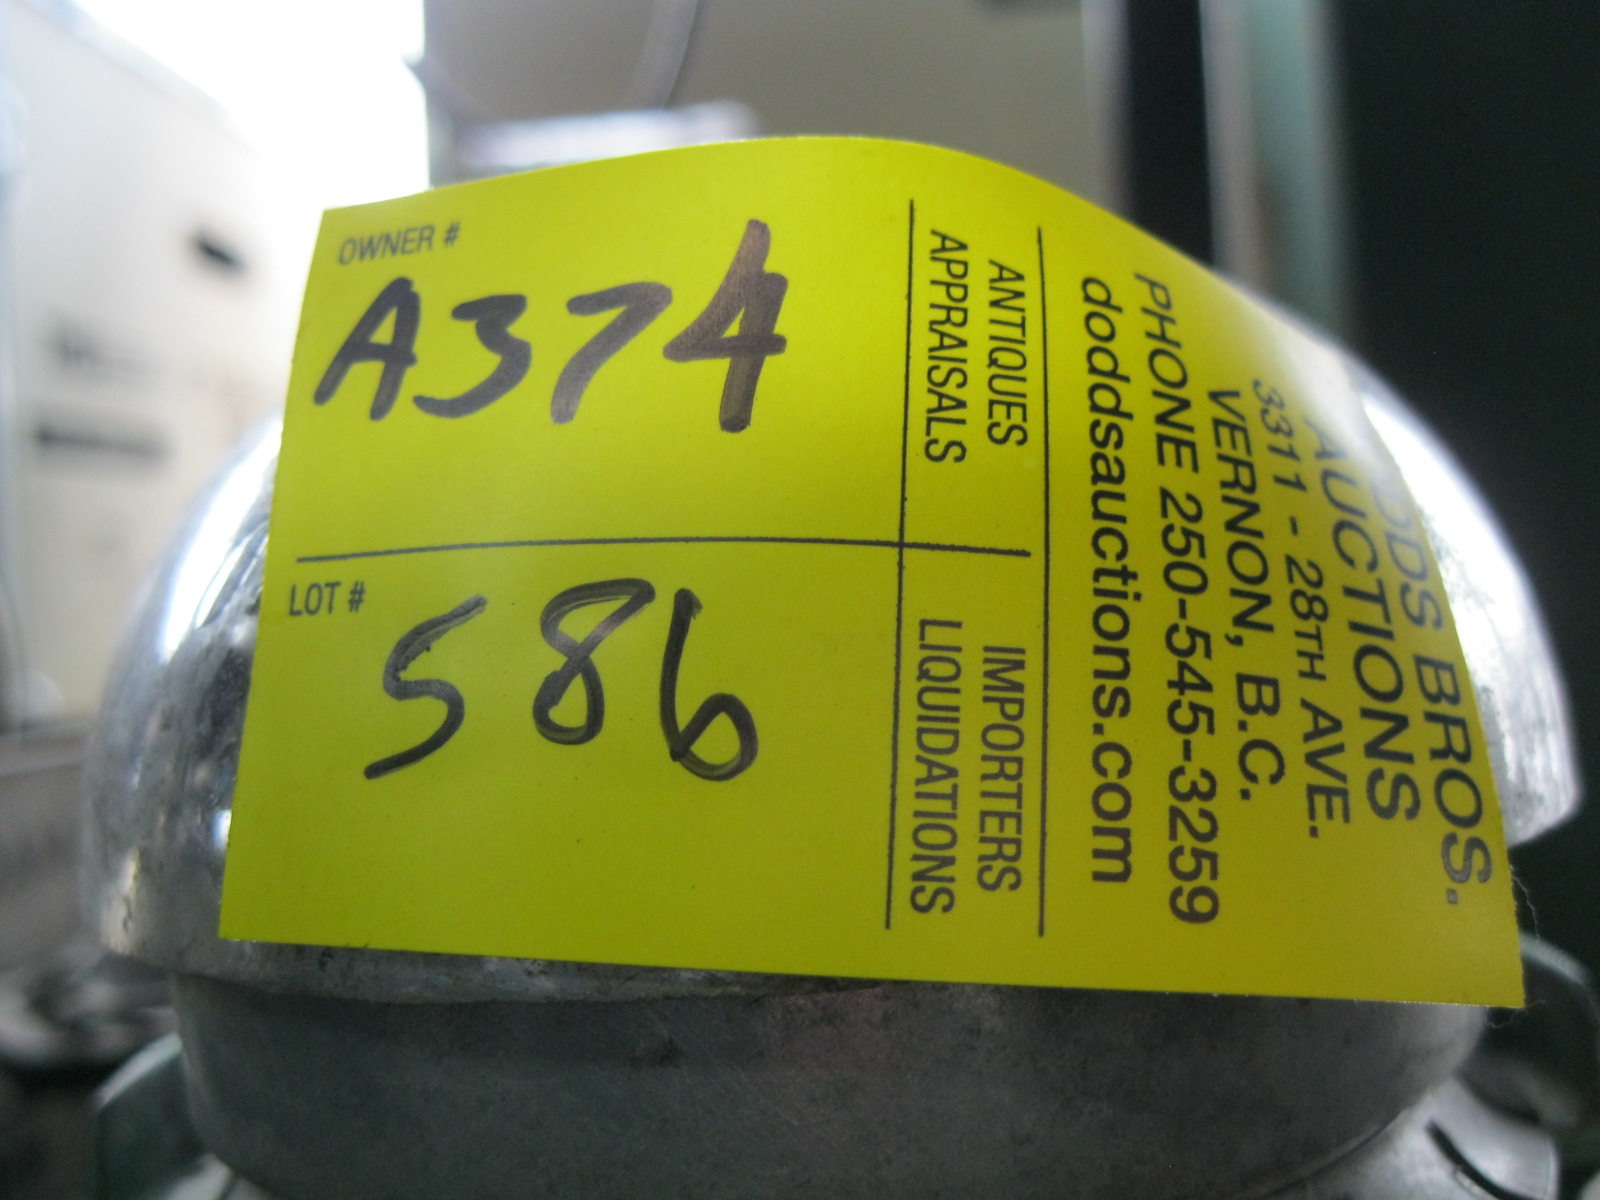 OWNER #
A374
LOT #
586
DODDS BROS.
AUCTIONS
3311 - 28TH AVE.
VERNON, B.C.
PHONE 250-545-3259
doddsauctions.com
ANTIQUES
APPRAISALS
IMPORTERS
LIQUIDATIONS